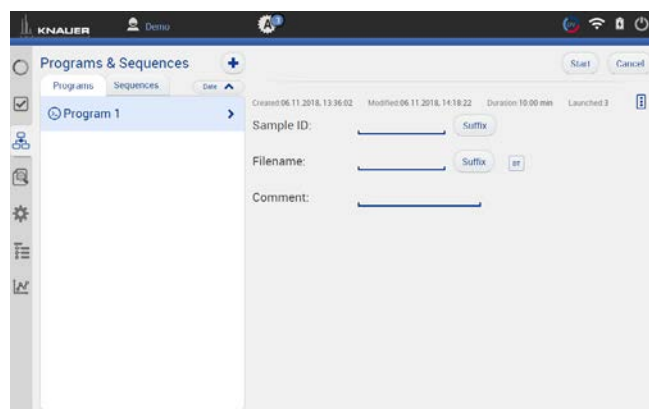 KNAUER Demo A 3
Programs & Sequences + Start Cancel
Programs Sequences Date
Created:06.11.2018, 13:36:02 Modified:06.11.2018, 14:18:22 Duration:10:00 min Launched:3
Program 1
Sample ID: Suffix
Filename: Suffix
Comment: